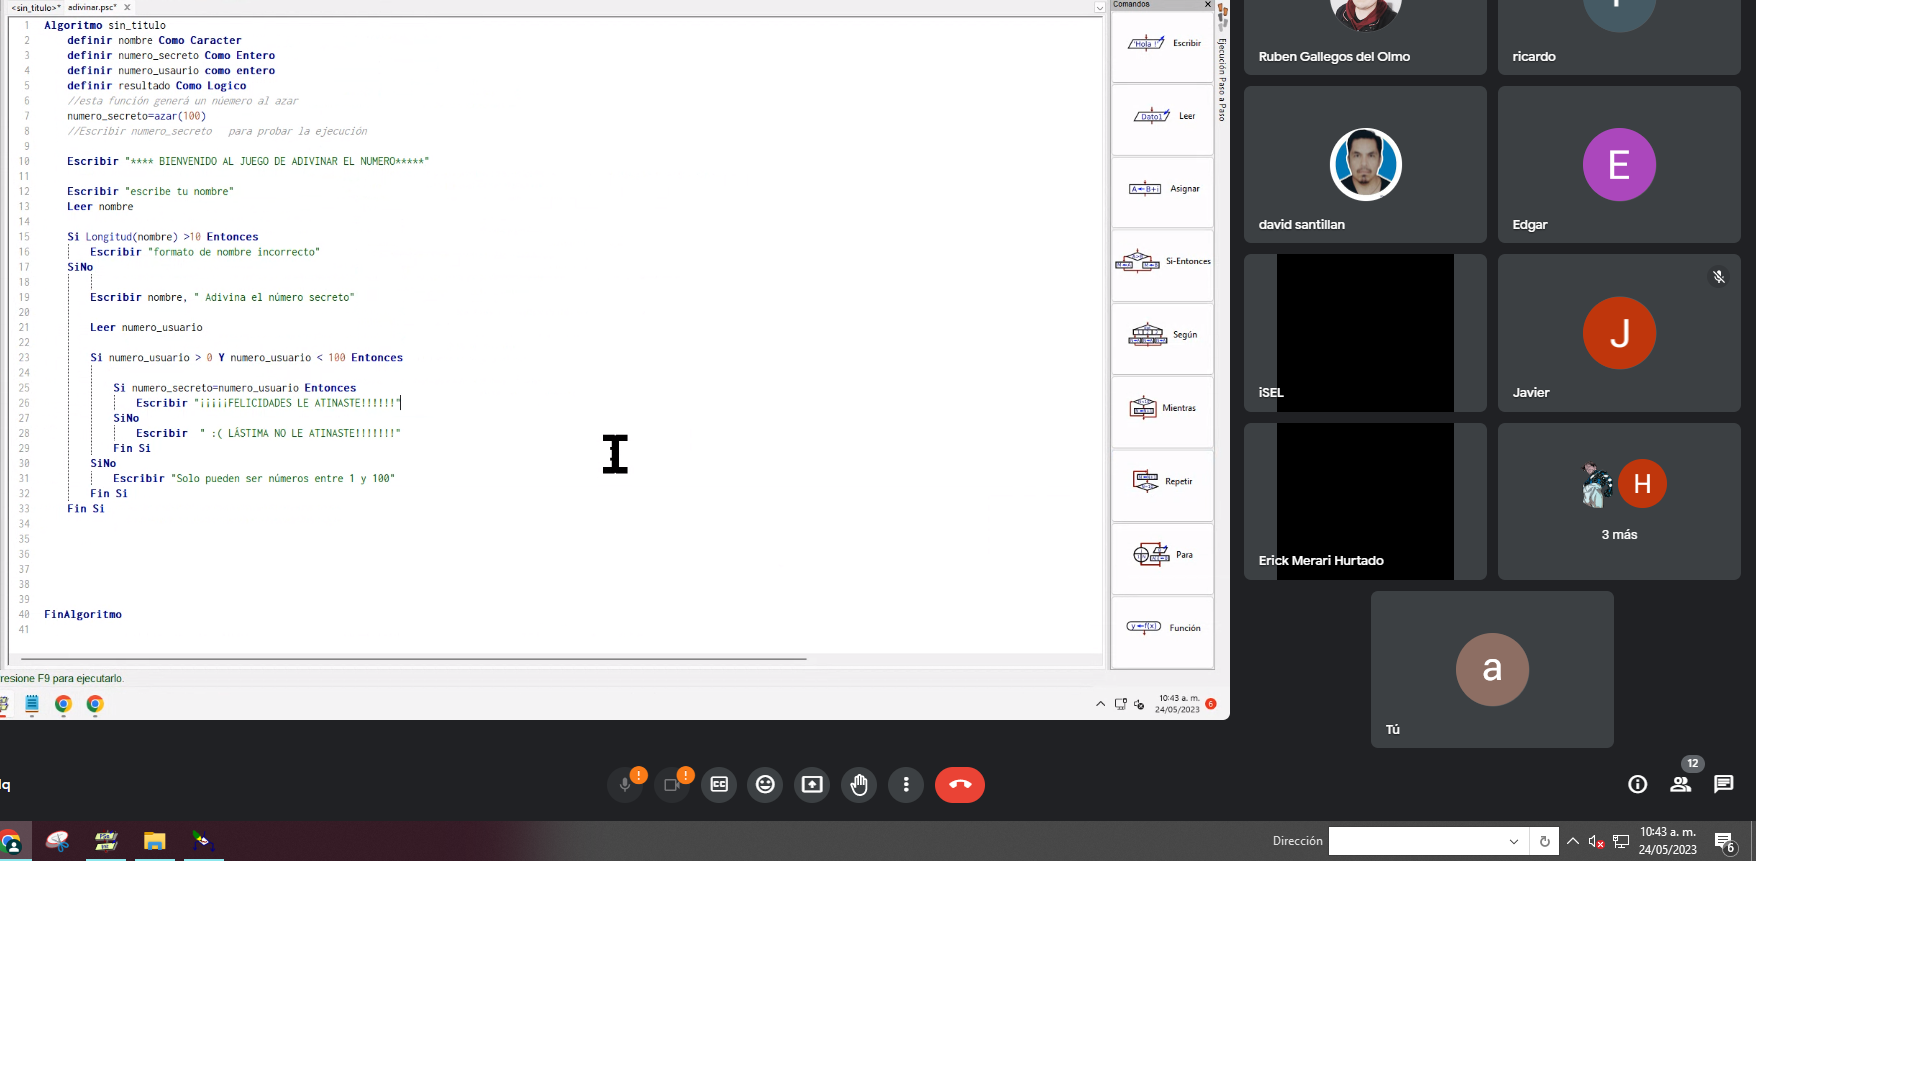 <sin_titulo>* adivinar.psc*
1 Algoritmo sin_titulo
2 definir nombre Como Caracter
3 definir numero_secreto Como Entero
4 definir numero_usaurio como entero
5 definir resultado Como Logico
6 //esta función generá un núemero al azar
7 numero_secreto=azar(100)
8 //Escribir numero_secreto para probar la ejecución
9
10 Escribir "**** BIENVENIDO AL JUEGO DE ADIVINAR EL NUMERO*****"
11
12 Escribir "escribe tu nombre"
13 Leer nombre
14
15 Si Longitud(nombre) >10 Entonces
16 Escribir "formato de nombre incorrecto"
17 SiNo
18
19 Escribir nombre, " Adivina el número secreto"
20
21 Leer numero_usuario
22
23 Si numero_usuario > 0 Y numero_usuario < 100 Entonces
24
25 Si numero_secreto=numero_usuario Entonces
26 Escribir "¡¡¡¡¡FELICIDADES LE ATINASTE!!!!!!"
27 SiNo
28 Escribir " :( LÁSTIMA NO LE ATINASTE!!!!!!!"
29 Fin Si
30 SiNo
31 Escribir "Solo pueden ser números entre 1 y 100"
32 Fin Si
33 Fin Si
34
35
36
37
38
39
40 FinAlgoritmo
41
resione F9 para ejecutarlo.
Comandos
'Hola !' Escribir
Dato1 Leer
A←B+i Asignar
Si-Entonces
Según
Mientras
Repetir
Para
y←f(x) Función
Ejecución Paso a Paso
10:43 a. m.
24/05/2023
6
Ruben Gallegos del Olmo
ricardo
david santillan
E
Edgar
iSEL
J
Javier
Erick Merari Hurtado
H
3 más
a
Tú
lq
CC
12
Dirección
10:43 a. m.
24/05/2023
6